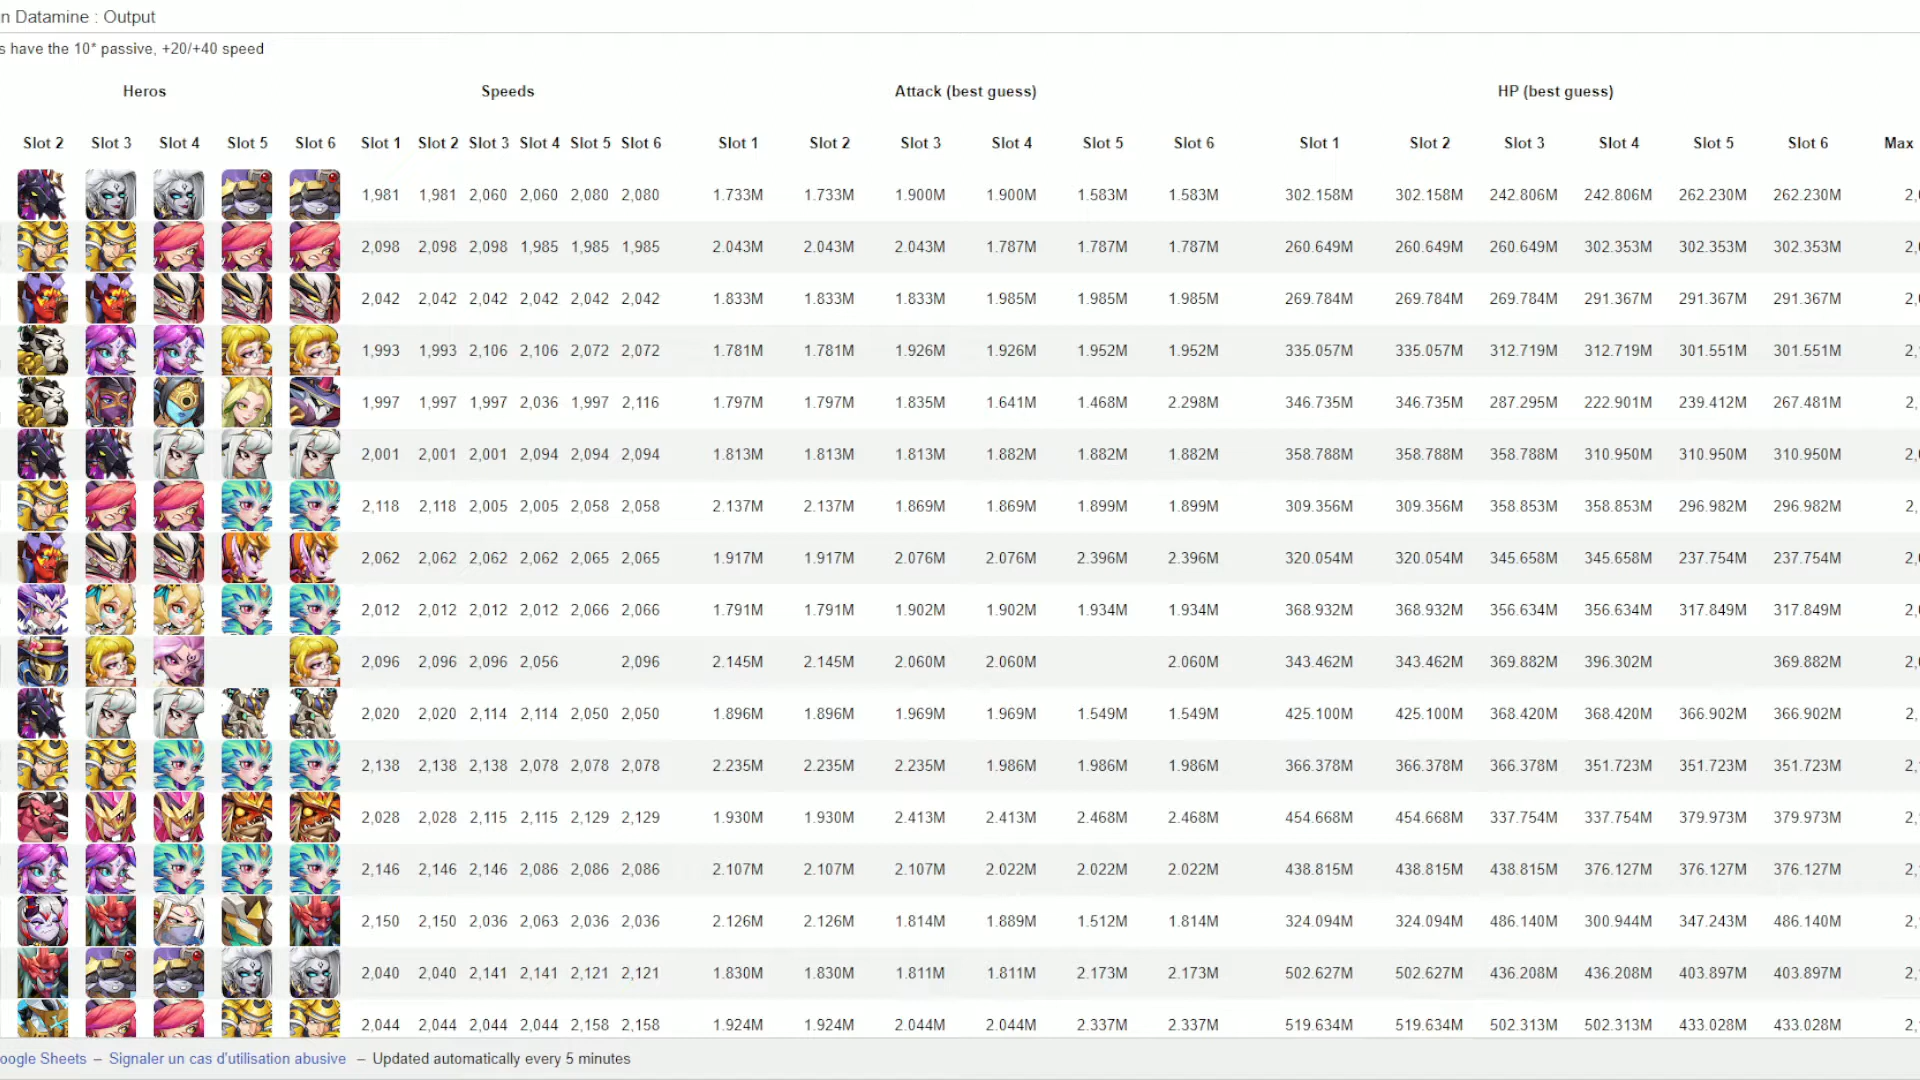 n Datamine : Output
s have the 10* passive, +20/+40 speed
Heros Speeds Attack (best guess) HP (best guess)
Slot 2 Slot 3 Slot 4 Slot 5 Slot 6 Slot 1 Slot 2 Slot 3 Slot 4 Slot 5 Slot 6 Slot 1 Slot 2 Slot 3 Slot 4 Slot 5 Slot 6 Slot 1 Slot 2 Slot 3 Slot 4 Slot 5 Slot 6 Max
1,981 1,981 2,060 2,060 2,080 2,080 1.733M 1.733M 1.900M 1.900M 1.583M 1.583M 302.158M 302.158M 242.806M 242.806M 262.230M 262.230M 2,
2,098 2,098 2,098 1,985 1,985 1,985 2.043M 2.043M 2.043M 1.787M 1.787M 1.787M 260.649M 260.649M 260.649M 302.353M 302.353M 302.353M 2,
2,042 2,042 2,042 2,042 2,042 2,042 1.833M 1.833M 1.833M 1.985M 1.985M 1.985M 269.784M 269.784M 269.784M 291.367M 291.367M 291.367M 2,
1,993 1,993 2,106 2,106 2,072 2,072 1.781M 1.781M 1.926M 1.926M 1.952M 1.952M 335.057M 335.057M 312.719M 312.719M 301.551M 301.551M 2,
1,997 1,997 1,997 2,036 1,997 2,116 1.797M 1.797M 1.835M 1.641M 1.468M 2.298M 346.735M 346.735M 287.295M 222.901M 239.412M 267.481M 2,
2,001 2,001 2,001 2,094 2,094 2,094 1.813M 1.813M 1.813M 1.882M 1.882M 1.882M 358.788M 358.788M 358.788M 310.950M 310.950M 310.950M 2,
2,118 2,118 2,005 2,005 2,058 2,058 2.137M 2.137M 1.869M 1.869M 1.899M 1.899M 309.356M 309.356M 358.853M 358.853M 296.982M 296.982M 2,
2,062 2,062 2,062 2,062 2,065 2,065 1.917M 1.917M 2.076M 2.076M 2.396M 2.396M 320.054M 320.054M 345.658M 345.658M 237.754M 237.754M 2,
2,012 2,012 2,012 2,012 2,066 2,066 1.791M 1.791M 1.902M 1.902M 1.934M 1.934M 368.932M 368.932M 356.634M 356.634M 317.849M 317.849M 2,
2,096 2,096 2,096 2,056 2,096 2.145M 2.145M 2.060M 2.060M 2.060M 343.462M 343.462M 369.882M 396.302M 369.882M 2,
2,020 2,020 2,114 2,114 2,050 2,050 1.896M 1.896M 1.969M 1.969M 1.549M 1.549M 425.100M 425.100M 368.420M 368.420M 366.902M 366.902M 2,
2,138 2,138 2,138 2,078 2,078 2,078 2.235M 2.235M 2.235M 1.986M 1.986M 1.986M 366.378M 366.378M 366.378M 351.723M 351.723M 351.723M 2,
2,028 2,028 2,115 2,115 2,129 2,129 1.930M 1.930M 2.413M 2.413M 2.468M 2.468M 454.668M 454.668M 337.754M 337.754M 379.973M 379.973M 2,
2,146 2,146 2,146 2,086 2,086 2,086 2.107M 2.107M 2.107M 2.022M 2.022M 2.022M 438.815M 438.815M 438.815M 376.127M 376.127M 376.127M 2,
2,150 2,150 2,036 2,063 2,036 2,036 2.126M 2.126M 1.814M 1.889M 1.512M 1.814M 324.094M 324.094M 486.140M 300.944M 347.243M 486.140M 2,
2,040 2,040 2,141 2,141 2,121 2,121 1.830M 1.830M 1.811M 1.811M 2.173M 2.173M 502.627M 502.627M 436.208M 436.208M 403.897M 403.897M 2,
2,044 2,044 2,044 2,044 2,158 2,158 1.924M 1.924M 2.044M 2.044M 2.337M 2.337M 519.634M 519.634M 502.313M 502.313M 433.028M 433.028M 2,
oogle Sheets – Signaler un cas d'utilisation abusive – Updated automatically every 5 minutes